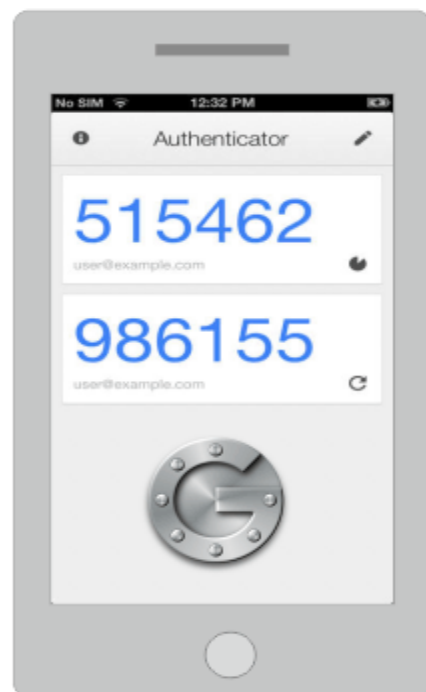 No SIM 12:32 PM
Authenticator
515462
user@example.com
986155
user@example.com